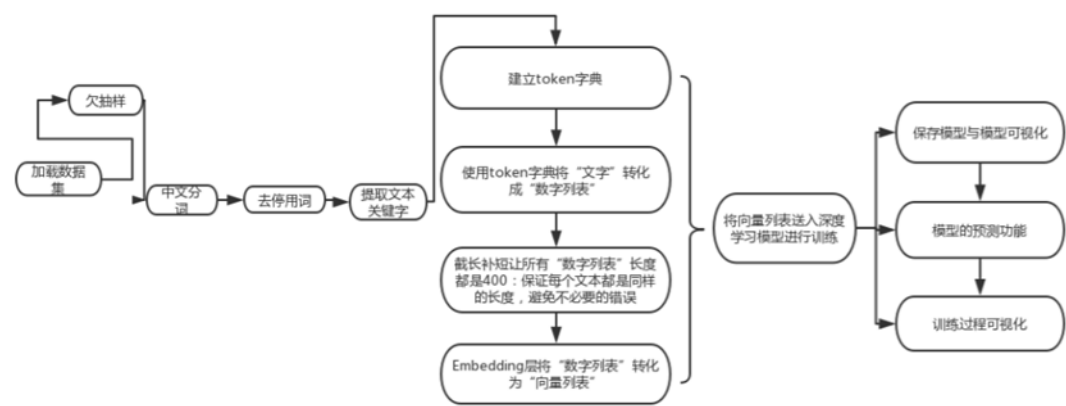 加载数据
集
欠抽样
中文分
词
去停用词
提取文本
关键字
建立token字典
使用token字典将“文字”转化
成“数字列表”
截长补短让所有“数字列表”长度
都是400：保证每个文本都是同样
的长度，避免不必要的错误
Embedding层将“数字列表”转化
为“向量列表”
将向量列表送入深度
学习模型进行训练
保存模型与模型可视化
模型的预测功能
训练过程可视化